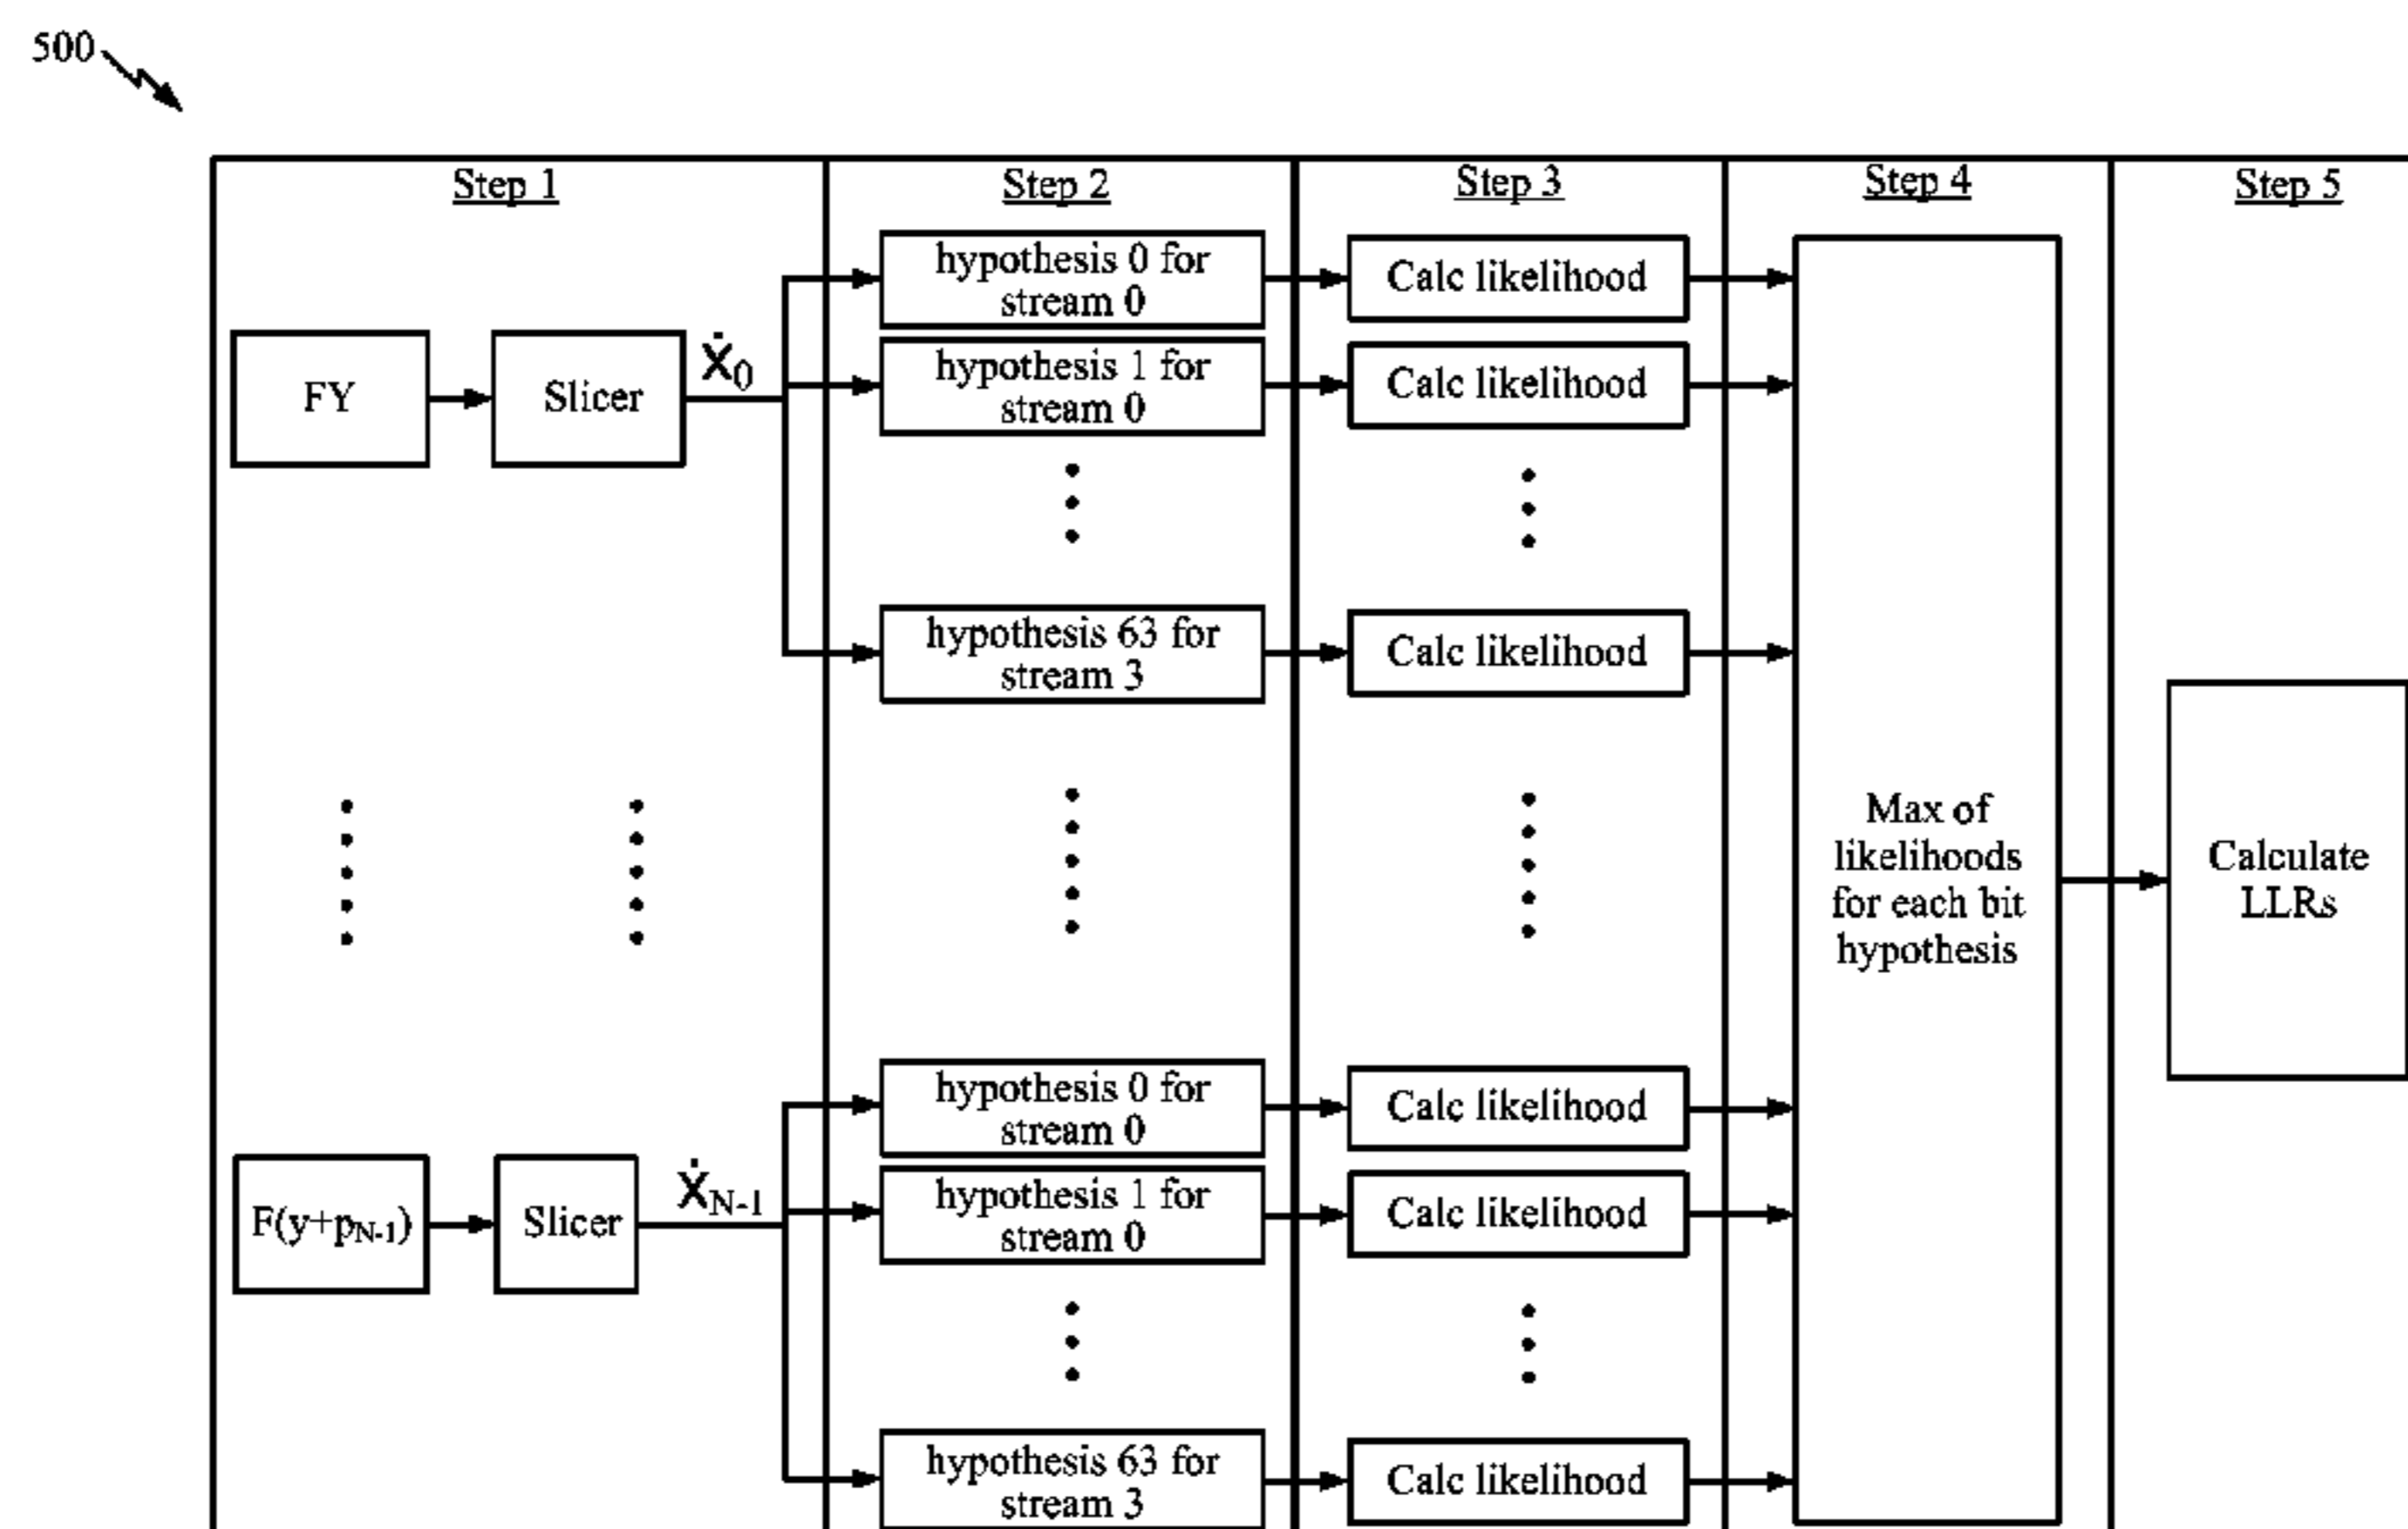 500
Step 1
Step 2
Step 3
Step 4
Step 5
FY
Slicer
Ẋ0
hypothesis 0 for
stream 0
Calc likelihood
hypothesis 1 for
stream 0
Calc likelihood
hypothesis 63 for
stream 3
Calc likelihood
Max of
likelihoods
for each bit
hypothesis
Calculate
LLRs
F(y+pN-1)
Slicer
ẊN-1
hypothesis 0 for
stream 0
Calc likelihood
hypothesis 1 for
stream 0
Calc likelihood
hypothesis 63 for
stream 3
Calc likelihood